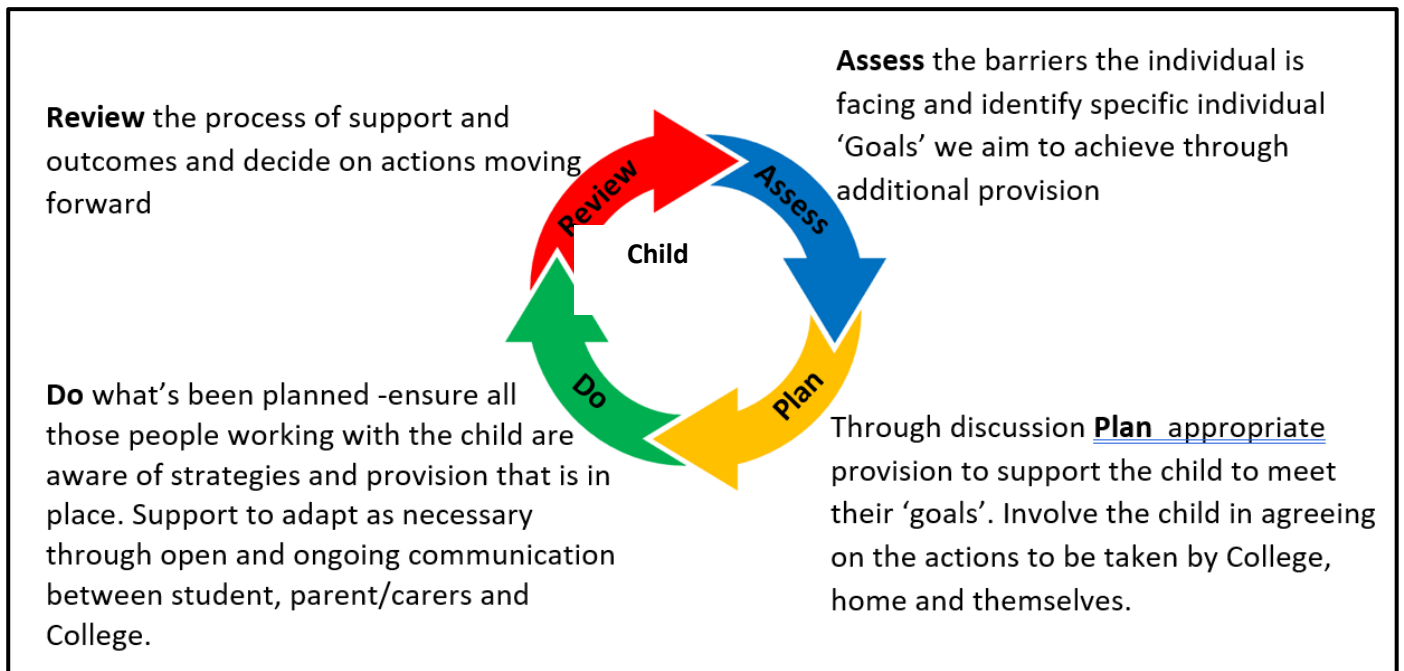 Assess the barriers the individual is
facing and identify specific individual
‘Goals’ we aim to achieve through
additional provision
Review the process of support and
outcomes and decide on actions moving
forward
Review
Assess
Child
Plan
Do
Do what’s been planned -ensure all
those people working with the child are
aware of strategies and provision that is in
place. Support to adapt as necessary
through open and ongoing communication
between student, parent/carers and
College.
Through discussion Plan  appropriate
provision to support the child to meet
their ‘goals’. Involve the child in agreeing
on the actions to be taken by College,
home and themselves.